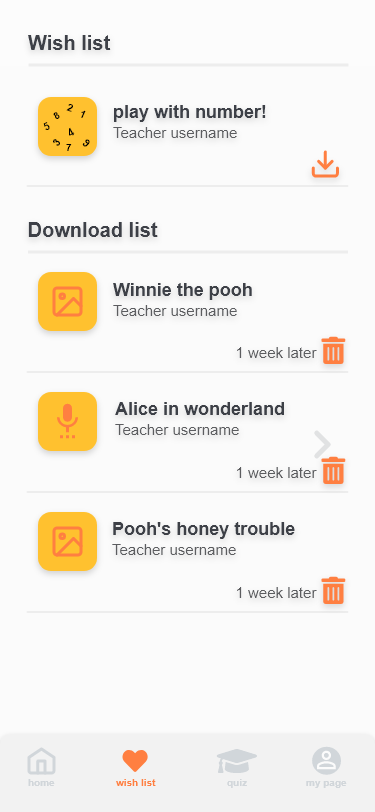 Wish list
2
8 1
5
4
3 9
7
play with number!
Teacher username
Download list
Winnie the pooh
Teacher username
1 week later
Alice in wonderland
Teacher username
1 week later
Pooh's honey trouble
Teacher username
1 week later
home
wish list
quiz
my page